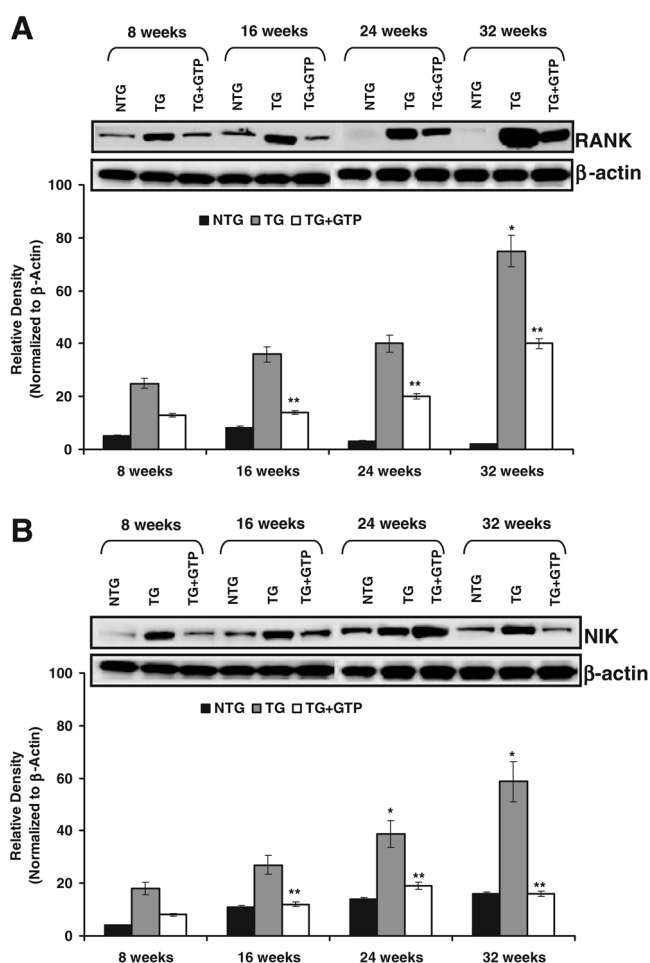 A
8 weeks 16 weeks 24 weeks 32 weeks
NTG TG TG+GTP NTG TG TG+GTP NTG TG TG+GTP NTG TG TG+GTP
RANK
β-actin
Relative Density
(Normalized to β-Actin)
100
80
60
40
20
0
NTG TG TG+GTP
** ** * **
8 weeks 16 weeks 24 weeks 32 weeks
B
8 weeks 16 weeks 24 weeks 32 weeks
NTG TG TG+GTP NTG TG TG+GTP NTG TG TG+GTP NTG TG TG+GTP
NIK
β-actin
Relative Density
(Normalized to β-Actin)
100
80
60
40
20
0
NTG TG TG+GTP
** * ** * **
8 weeks 16 weeks 24 weeks 32 weeks